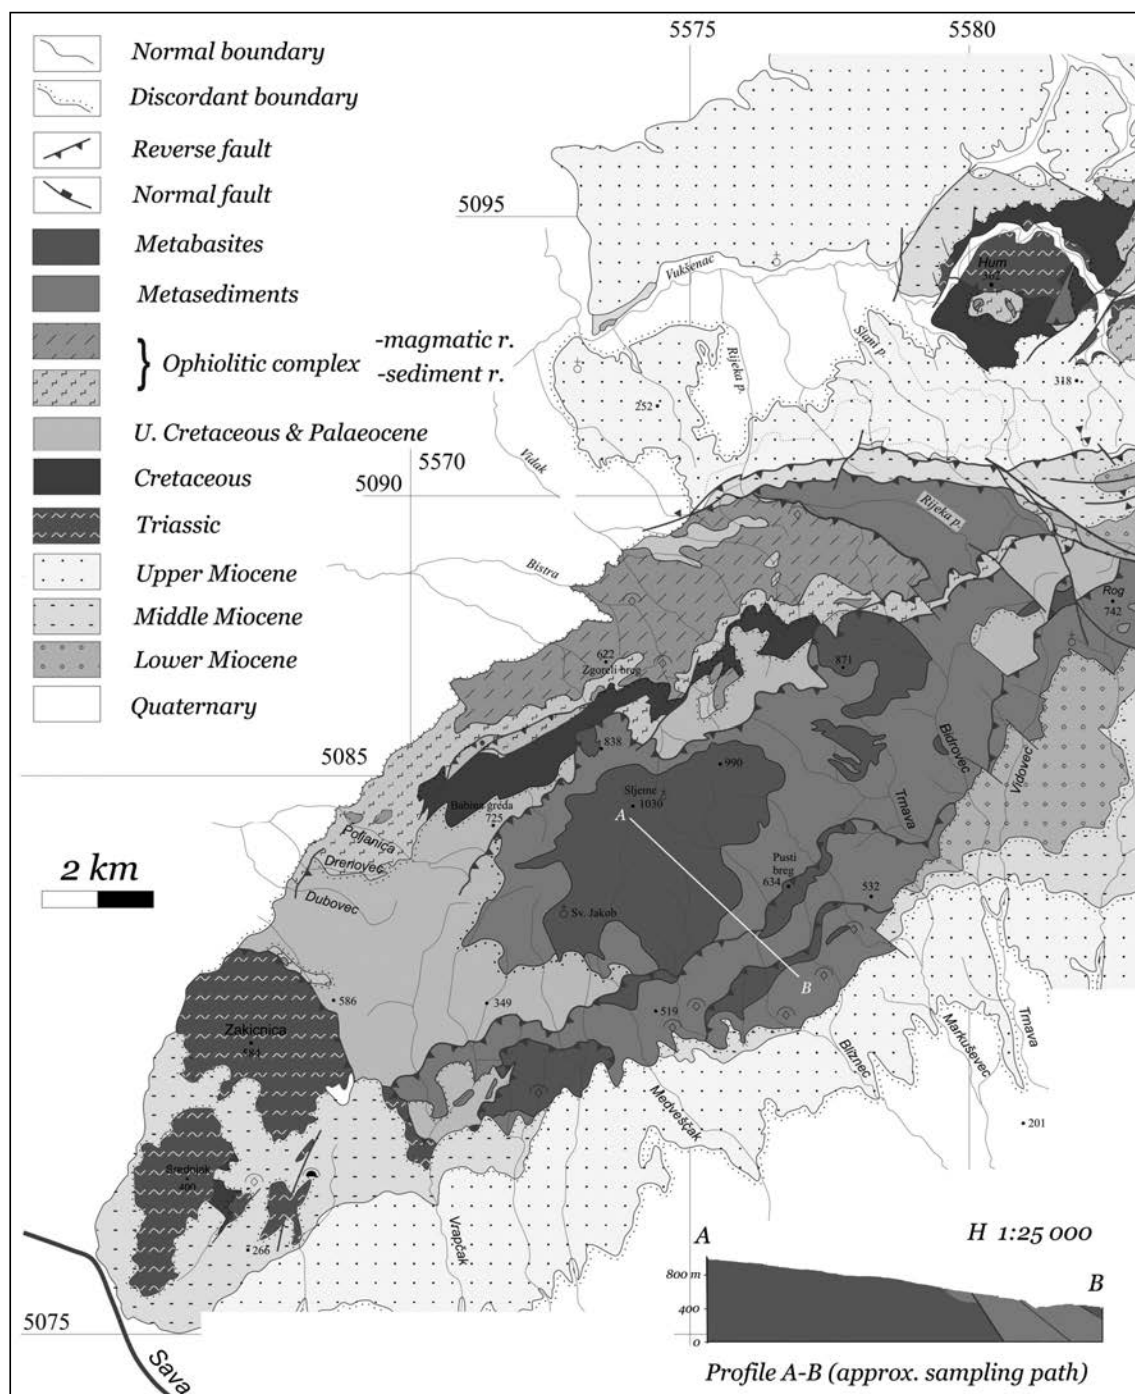 Normal boundary
Discordant boundary
Reverse fault
Normal fault
Metabasites
Metasediments
Ophiolitic complex
-magmatic r.
-sediment r.
U. Cretaceous & Palaeocene
Cretaceous
Triassic
Upper Miocene
Middle Miocene
Lower Miocene
Quaternary
5575
5580
5095
Vukšenac
Hum
362
Rijeka p.
Slani p.
318
252
5570
5090
Vidak
Rijeka p.
Bistra
Rog
742
622
Zgoreli breg
871
838
990
Bidrovec
Vidovec
5085
Sljeme
1030
A
Babina greda
725
Trnava
Poljanica
Drenovec
Dubovec
2 km
Pusti
breg
634
532
Sv. Jakob
B
586
349
519
Zakicnica
584
Bliznec
Markuševec
Trnava
Medveščak
201
Srednjak
400
Vrapčak
266
5075
Sava
A
H 1:25 000
B
800 m
400
0
Profile A-B (approx. sampling path)